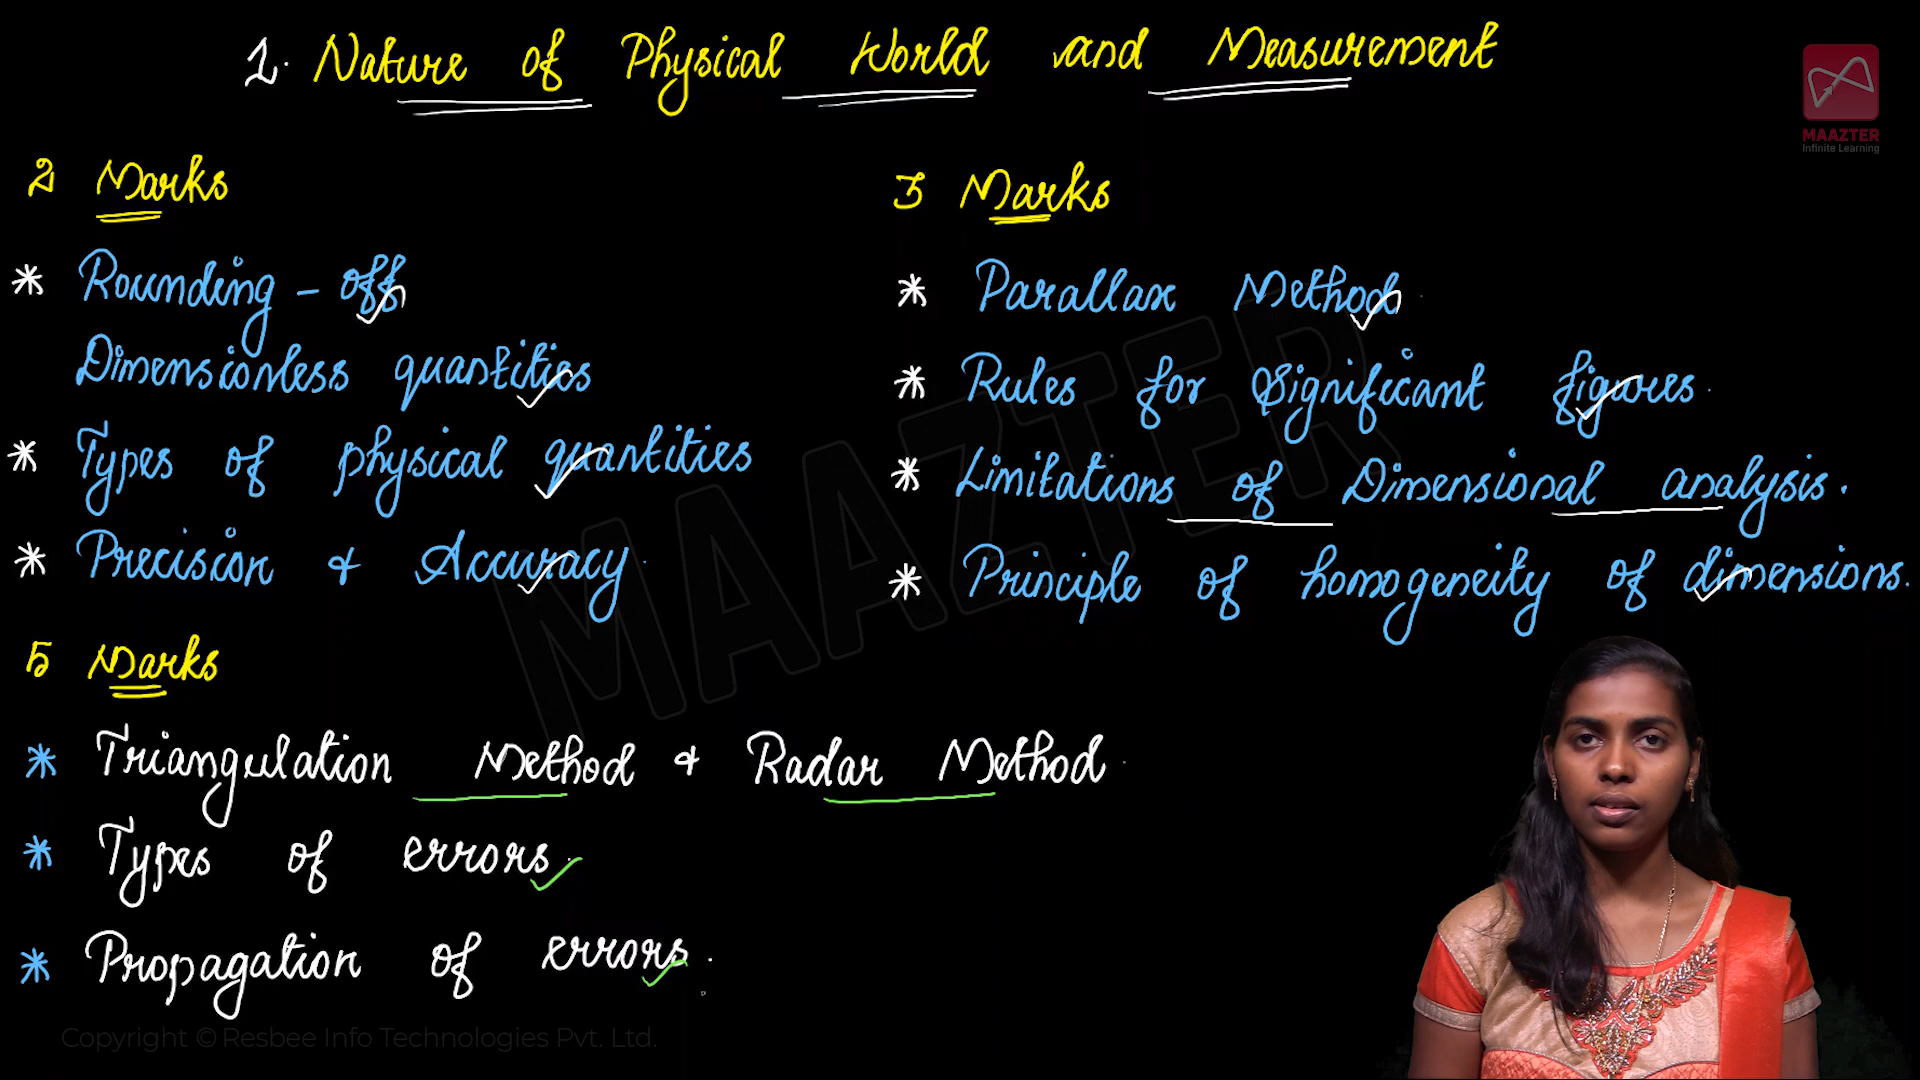 1. Nature of Physical World and Measurement
MAAZTER
Infinite Learning
2 Marks
* Rounding - off
Dimensionless quantities
* Types of physical quantities
* Precision & Accuracy.
3 Marks
* Parallax Method.
* Rules for Significant figures.
* Limitations of Dimensional analysis.
* Principle of homogeneity of dimensions.
5 Marks
* Triangulation Method & Radar Method.
* Types of errors.
* Propagation of errors.
MAAZTER
Copyright © Resbee Info Technologies Pvt. Ltd.